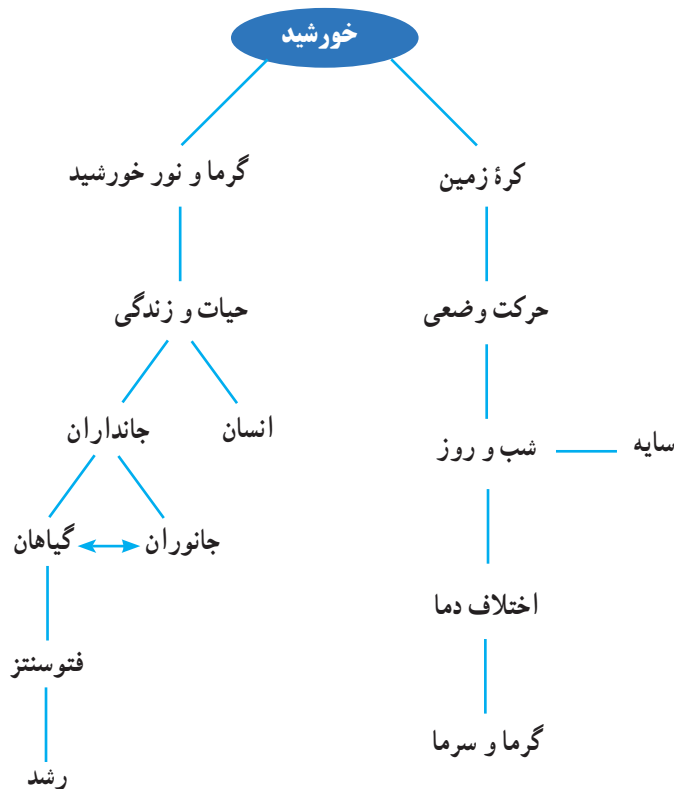 خورشید
کرهٔ زمین
گرما و نور خورشید
حرکت وضعی
حیات و زندگی
سایه
شب و روز
انسان
جانداران
جانوران
گیاهان
اختلاف دما
فتوسنتز
گرما و سرما
رشد